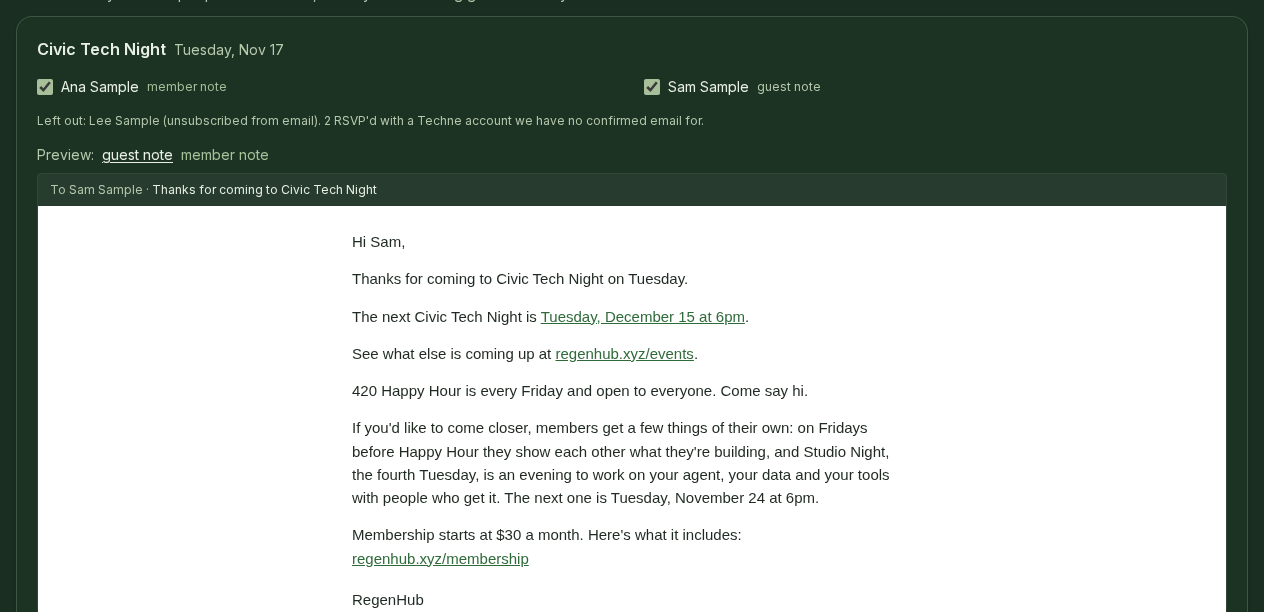 Civic Tech Night Tuesday, Nov 17
Ana Sample member note
Sam Sample guest note
Left out: Lee Sample (unsubscribed from email). 2 RSVP'd with a Techne account we have no confirmed email for.
Preview: guest note member note
To Sam Sample · Thanks for coming to Civic Tech Night
Hi Sam,
Thanks for coming to Civic Tech Night on Tuesday.
The next Civic Tech Night is Tuesday, December 15 at 6pm.
See what else is coming up at regenhub.xyz/events.
420 Happy Hour is every Friday and open to everyone. Come say hi.
If you'd like to come closer, members get a few things of their own: on Fridays
before Happy Hour they show each other what they're building, and Studio Night,
the fourth Tuesday, is an evening to work on your agent, your data and your tools
with people who get it. The next one is Tuesday, November 24 at 6pm.
Membership starts at $30 a month. Here's what it includes:
regenhub.xyz/membership
RegenHub